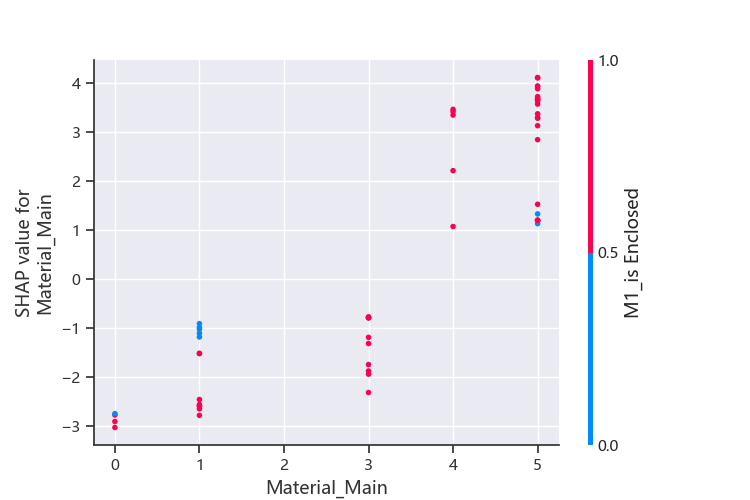 4
3
2
1
0
−1
−2
−3
SHAP value for
Material_Main
0 1 2 3 4 5
Material_Main
1.0
0.5
0.0
M1_is Enclosed